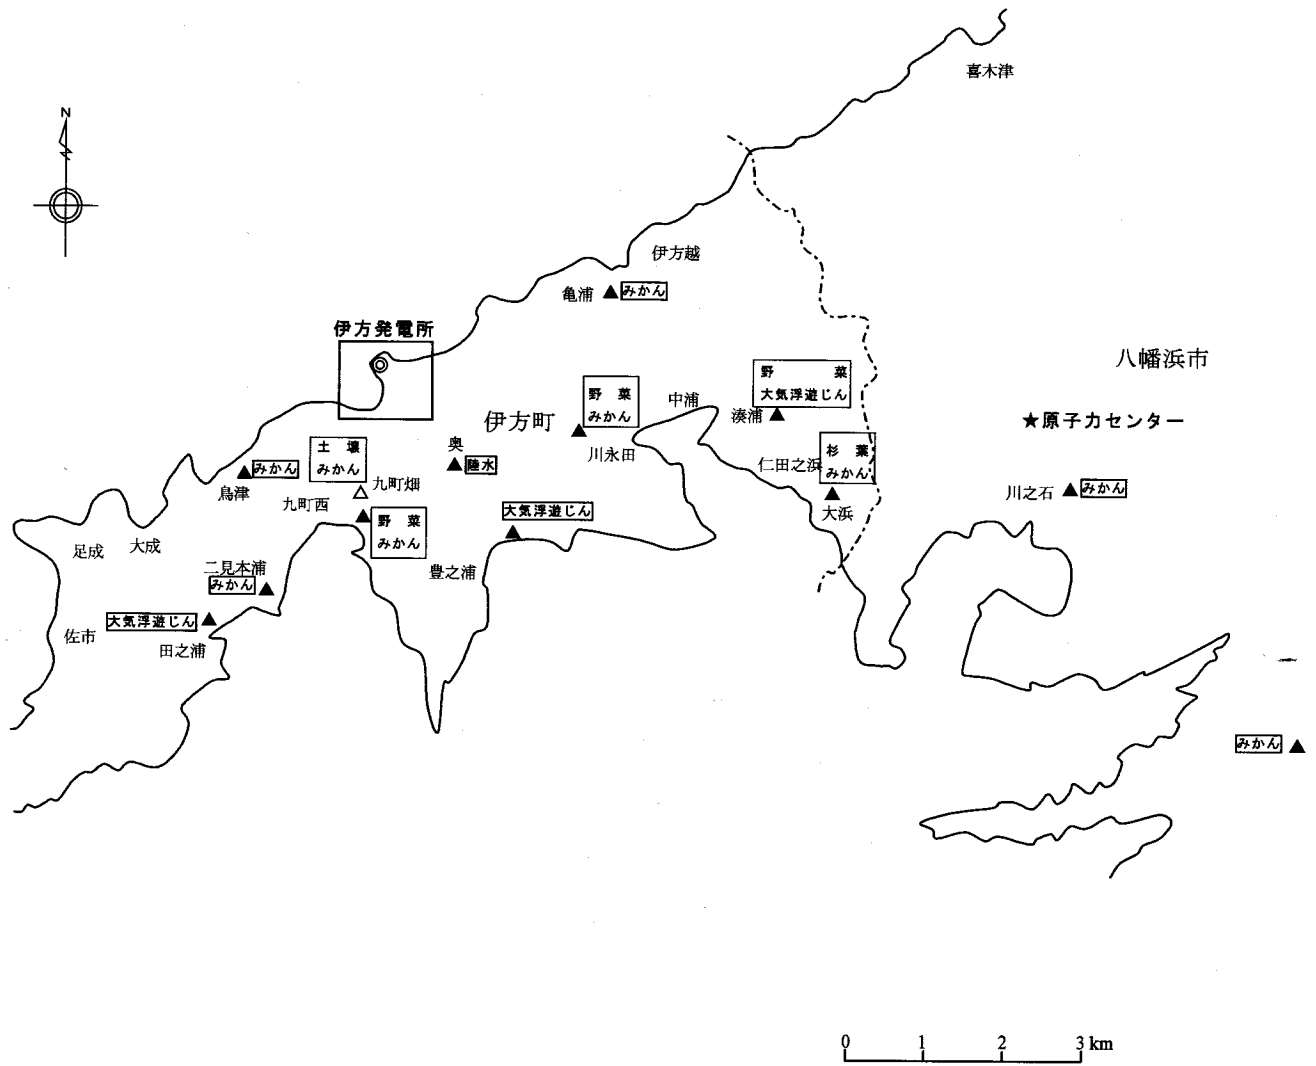 喜木津
N
伊方越
亀浦
みかん
伊方発電所
八幡浜市
野菜
大気浮遊じん
湊浦
野菜
みかん
中浦
伊方町
★原子力センター
川永田
土壌
みかん
奥
陸水
杉葉
みかん
仁田之浜
大浜
みかん
鳥津
九町畑
九町西
川之石
みかん
大気浮遊じん
野菜
みかん
足成
大成
二見本浦
みかん
豊之浦
大気浮遊じん
佐市
田之浦
みかん
0 1 2 3 km